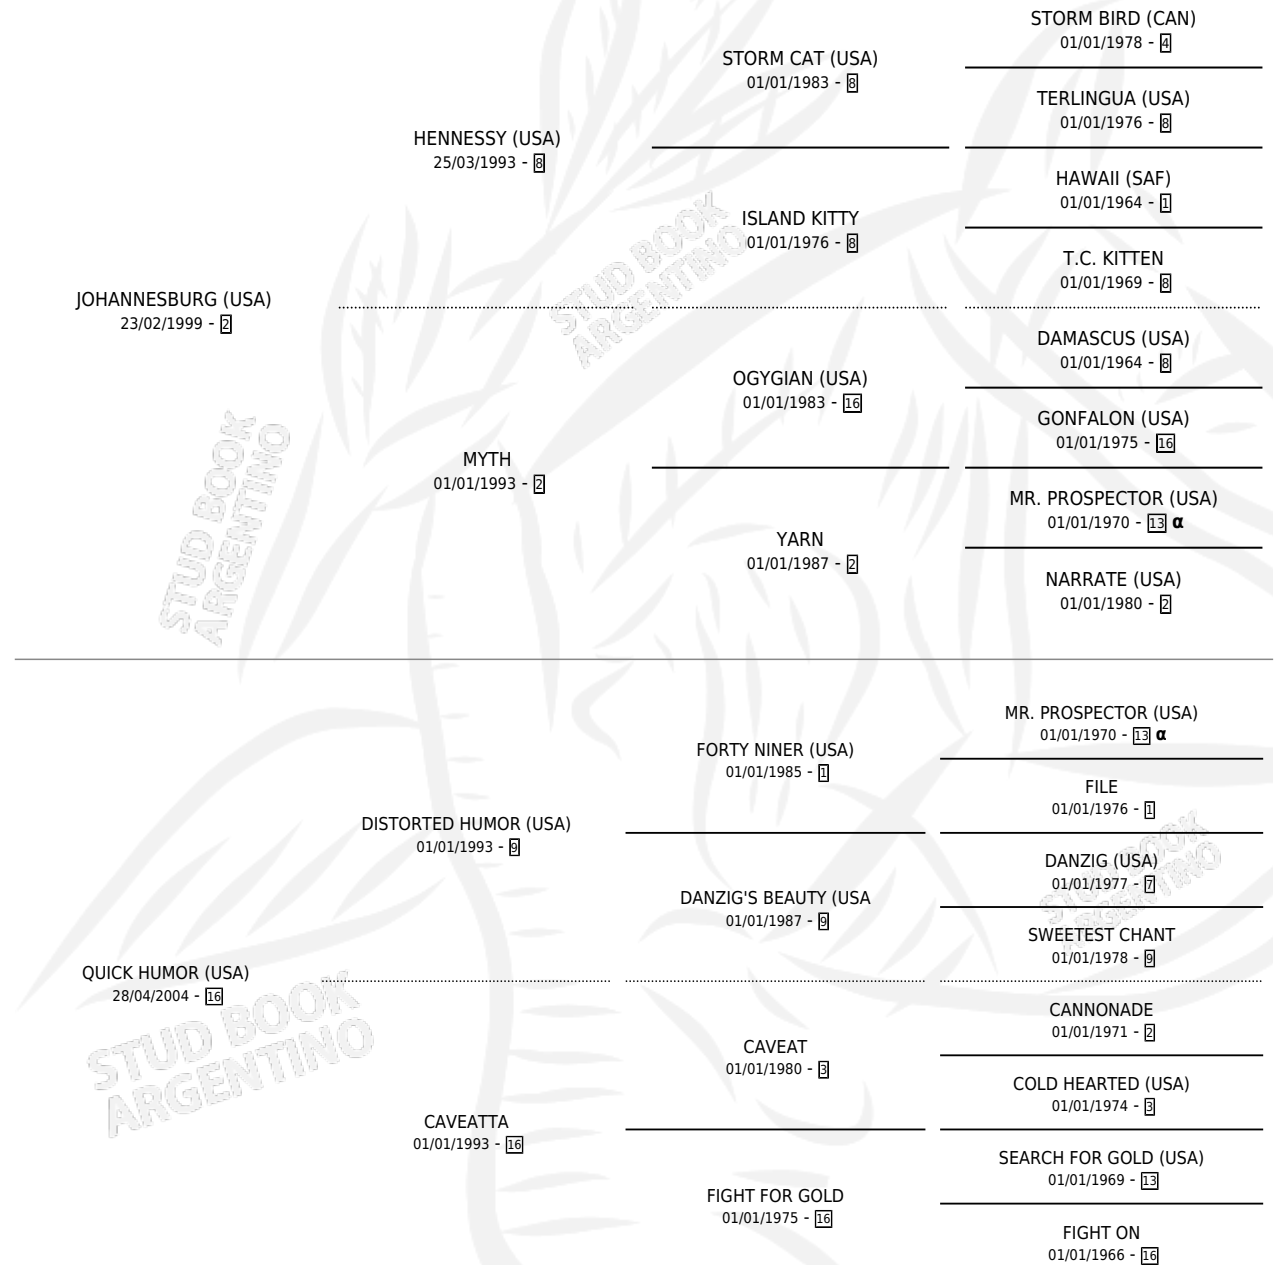 JOHANNESBURG (USA)
23/02/1999 - 2
HENNESSY (USA)
25/03/1993 - 8
STORM CAT (USA)
01/01/1983 - 8
STORM BIRD (CAN)
01/01/1978 - 4
TERLINGUA (USA)
01/01/1976 - 8
ISLAND KITTY
01/01/1976 - 8
HAWAII (SAF)
01/01/1964 - 1
T.C. KITTEN
01/01/1969 - 8
MYTH
01/01/1993 - 2
OGYGIAN (USA)
01/01/1983 - 16
DAMASCUS (USA)
01/01/1964 - 8
GONFALON (USA)
01/01/1975 - 16
YARN
01/01/1987 - 2
MR. PROSPECTOR (USA)
01/01/1970 - 13 α
NARRATE (USA)
01/01/1980 - 2
QUICK HUMOR (USA)
28/04/2004 - 16
DISTORTED HUMOR (USA)
01/01/1993 - 9
FORTY NINER (USA)
01/01/1985 - 1
MR. PROSPECTOR (USA)
01/01/1970 - 13 α
FILE
01/01/1976 - 1
DANZIG'S BEAUTY (USA
01/01/1987 - 9
DANZIG (USA)
01/01/1977 - 7
SWEETEST CHANT
01/01/1978 - 9
CAVEATTA
01/01/1993 - 16
CAVEAT
01/01/1980 - 3
CANNONADE
01/01/1971 - 2
COLD HEARTED (USA)
01/01/1974 - 3
FIGHT FOR GOLD
01/01/1975 - 16
SEARCH FOR GOLD (USA)
01/01/1969 - 13
FIGHT ON
01/01/1966 - 16
STUD BOOK
ARGENTINO
STUD BOOK
ARGENTINO
STUD BOOK
ARGENTINO
STUD BOOK
ARGENTINO